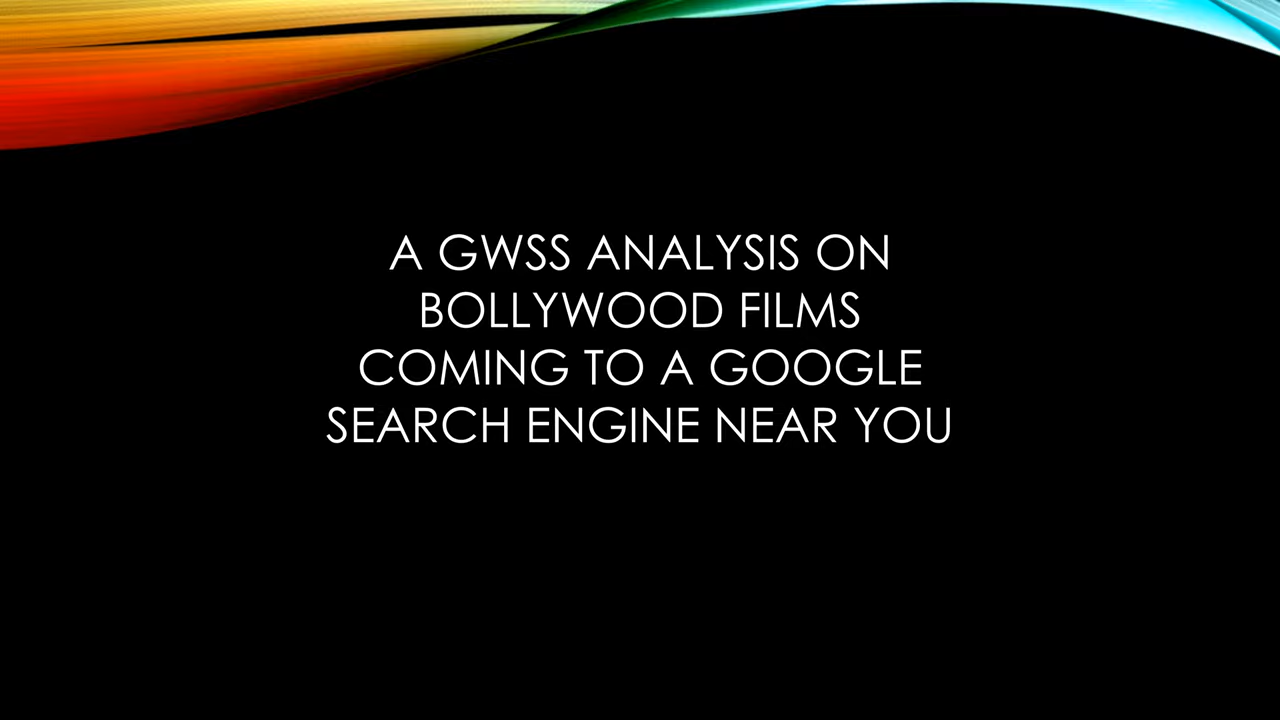 A GWSS ANALYSIS ON
BOLLYWOOD FILMS
COMING TO A GOOGLE
SEARCH ENGINE NEAR YOU